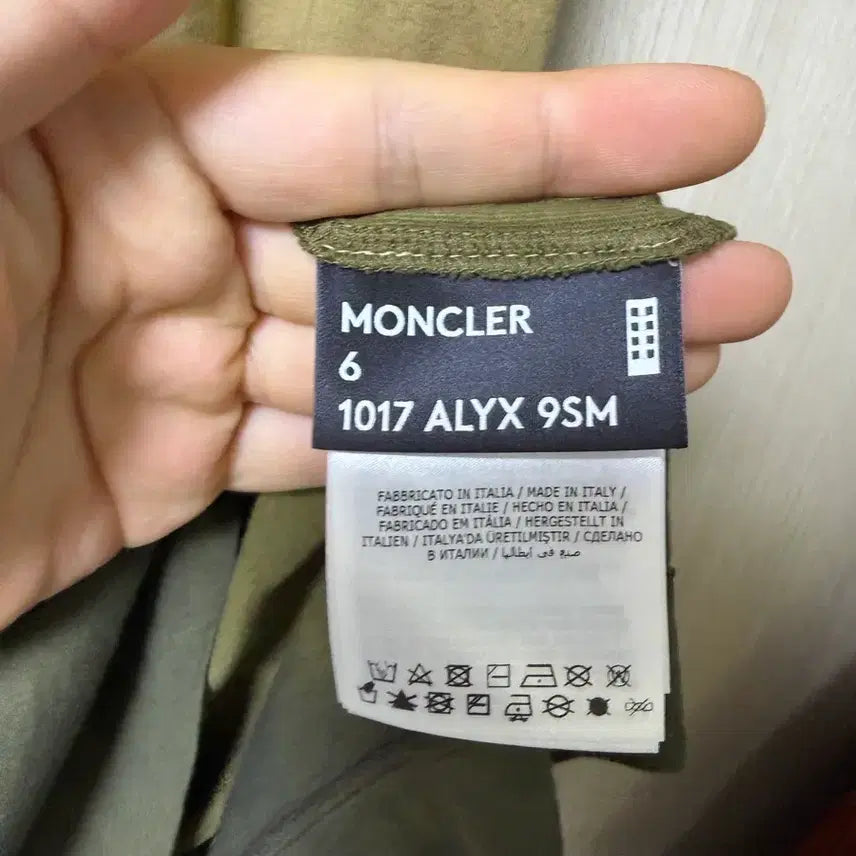 MONCLER
6
1017 ALYX 9SM
FABBRICATO IN ITALIA / MADE IN ITALY /
FABRIQUÉ EN ITALIE / HECHO EN ITALIA /
FABRICADO EM ITÁLIA / HERGESTELLT IN
ITALIEN / ITALYA'DA ÜRETILMIŞTIR / СДЕЛАНО
В ИТАЛИИ / صنع في ايطاليا